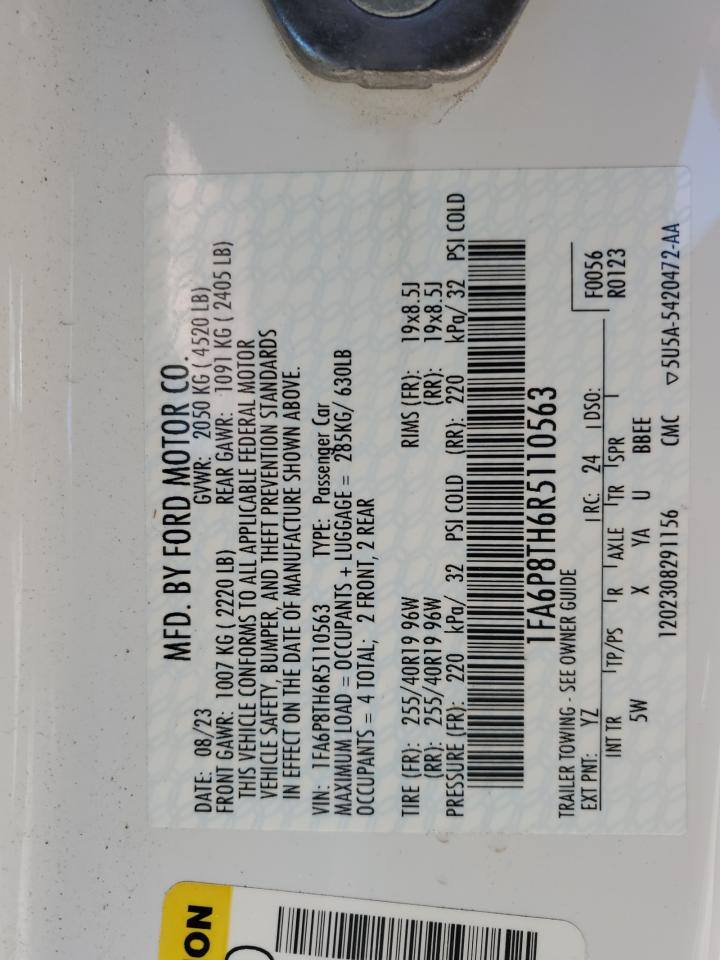 MFD. BY FORD MOTOR CO.
DATE: 08/23 GVWR: 2050 KG ( 4520 LB)
FRONT GAWR: 1007 KG ( 2220 LB) REAR GAWR: 1091 KG ( 2405 LB)
THIS VEHICLE CONFORMS TO ALL APPLICABLE FEDERAL MOTOR
VEHICLE SAFETY, BUMPER, AND THEFT PREVENTION STANDARDS
IN EFFECT ON THE DATE OF MANUFACTURE SHOWN ABOVE.
VIN: 1FA6P8TH6R5110563 TYPE: Passenger Car
MAXIMUM LOAD = OCCUPANTS + LUGGAGE = 285KG/ 630LB
OCCUPANTS = 4 TOTAL; 2 FRONT, 2 REAR
TIRE (FR): 255/40R19 96W RIMS (FR): 19x8.5J
(RR): 255/40R19 96W (RR): 19x8.5J
PRESSURE (FR): 220 kPa/ 32 PSI COLD (RR): 220 kPa/ 32 PSI COLD
1FA6P8TH6R5110563
TRAILER TOWING - SEE OWNER GUIDE
EXT PNT: YZ RC: 24 DSO: F0056
INT TR TP/PS R AXLE TR SPR R0123
5W X YA U BBEE
1202308291156 CMC ▽5U5A-5420472-AA